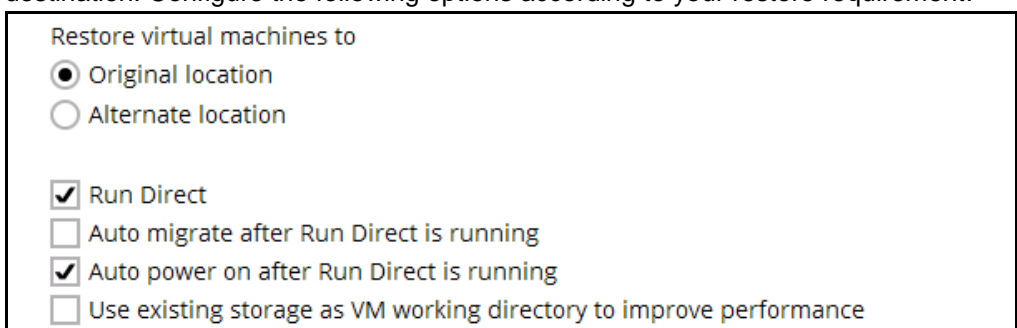 destination. Configure the following options according to your restore requirement.
Restore virtual machines to
Original location
Alternate location
Run Direct
Auto migrate after Run Direct is running
Auto power on after Run Direct is running
Use existing storage as VM working directory to improve performance